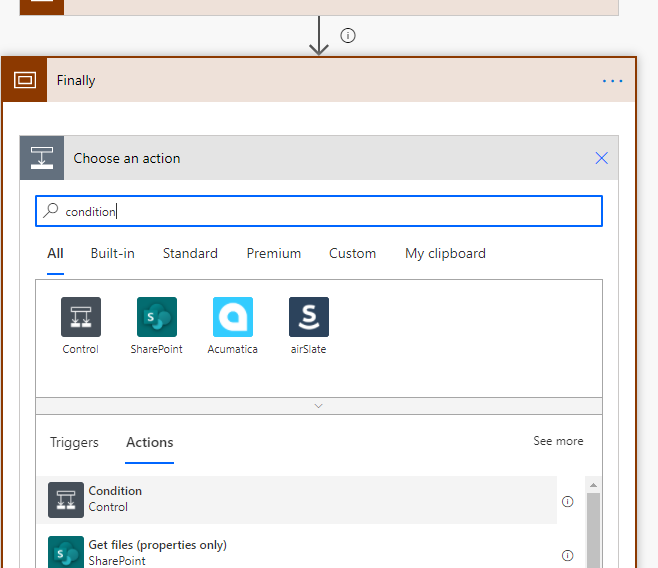 Finally
Choose an action
condition
All Built-in Standard Premium Custom My clipboard
Control SharePoint Acumatica airSlate
Triggers Actions See more
Condition
Control
Get files (properties only)
SharePoint